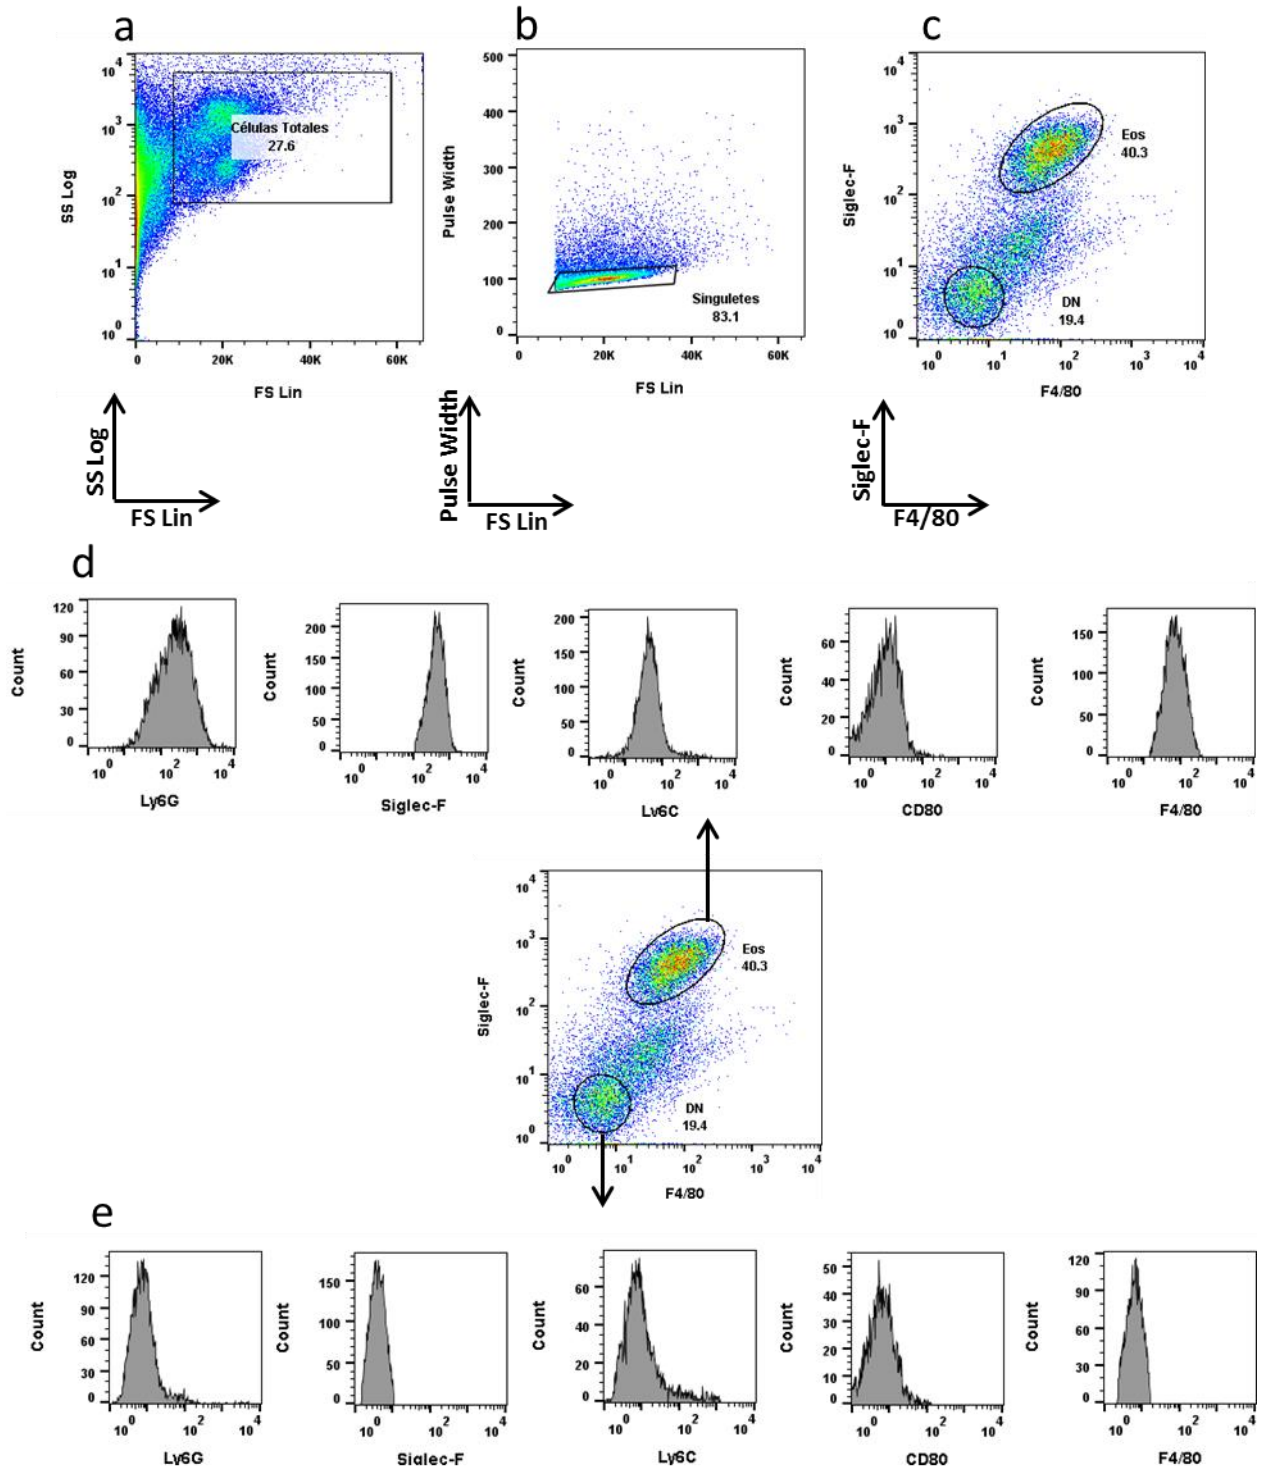 a
b
c
10^4
10^3
10^2
10^1
10^0
SS Log
Células Totales
27.6
0
20K
40K
60K
FS Lin
500
400
300
200
100
0
Pulse Width
Singuletes
83.1
0
20K
40K
60K
FS Lin
10^4
10^3
10^2
10^1
10^0
Siglec-F
Eos
40.3
DN
19.4
10^0
10^1
10^2
10^3
10^4
F4/80
SS Log
FS Lin
Pulse Width
FS Lin
Siglec-F
F4/80
d
120
90
60
30
0
Count
10^0
10^2
10^4
Ly6G
200
150
100
50
0
Count
10^0
10^2
10^4
Siglec-F
200
150
100
50
0
Count
10^0
10^2
10^4
Ly6C
60
40
20
0
Count
10^0
10^2
10^4
CD80
150
100
50
0
Count
10^0
10^2
10^4
F4/80
10^4
10^3
10^2
10^1
10^0
Siglec-F
Eos
40.3
DN
19.4
10^0
10^1
10^2
10^3
10^4
F4/80
e
120
90
60
30
0
Count
10^0
10^2
10^4
Ly6G
150
100
50
0
Count
10^0
10^2
10^4
Siglec-F
60
40
20
0
Count
10^0
10^2
10^4
Ly6C
50
40
30
20
10
0
Count
10^0
10^2
10^4
CD80
120
90
60
30
0
Count
10^0
10^2
10^4
F4/80